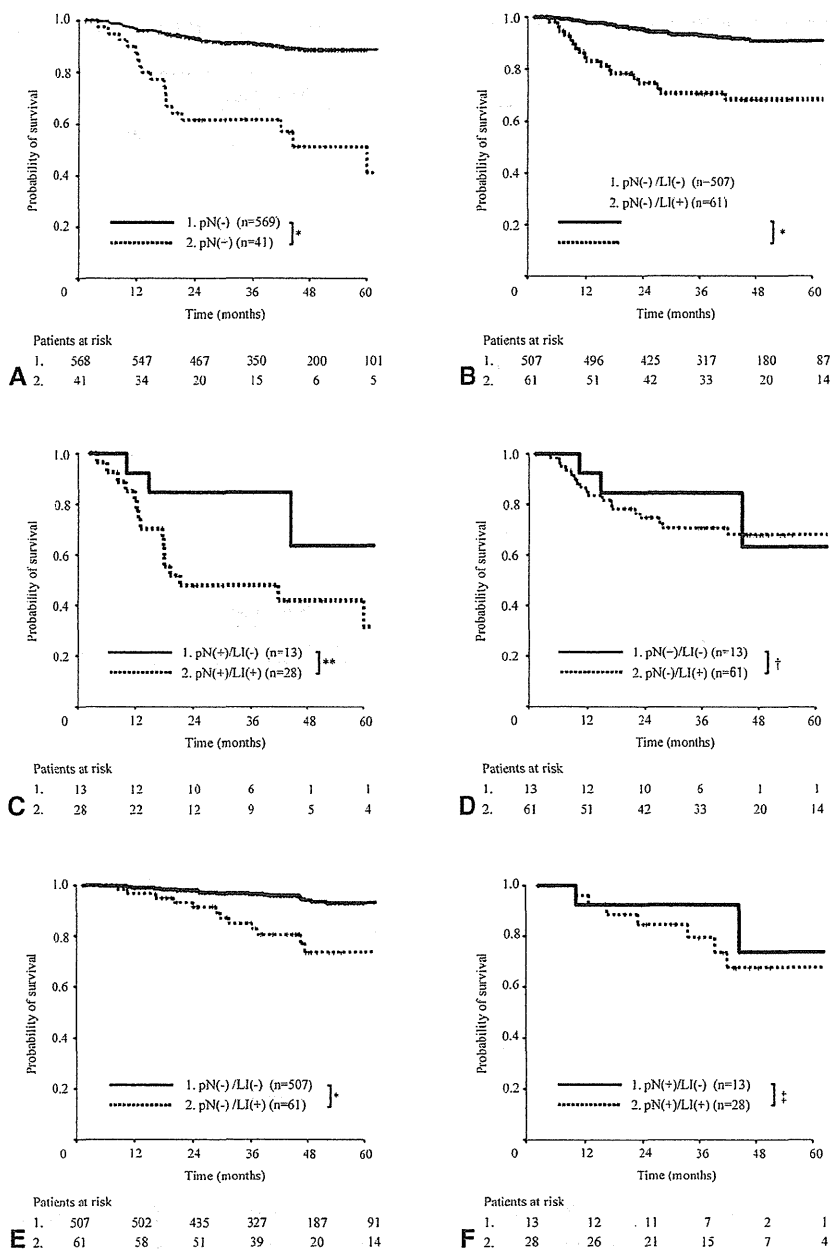 1.0
0.8
0.6
0.4
0.2
0
12
24
36
48
60
Probability of survival
Time (months)
1. pN(-) (n=569)
2. pN(÷) (n=41)
*
Patients at risk
1. 568 547 467 350 200 101
2. 41 34 20 15 6 5
A
1.0
0.8
0.6
0.4
0.2
0
12
24
36
48
60
Probability of survival
Time (months)
1. pN(-) /LI(-) (n=507)
2. pN(-)/LI(+) (n=61)
*
Patients at risk
1. 507 496 425 317 180 87
2. 61 51 42 33 20 14
B
1.0
0.8
0.6
0.4
0.2
0
12
24
36
48
60
Probability of survival
Time (months)
1. pN(+)/LI(-) (n=13)
2. pN(+)/LI(+) (n=28)
**
Patients at risk
1. 13 12 10 6 1 1
2. 28 22 12 9 5 4
C
1.0
0.8
0.6
0.4
0.2
0
12
24
36
48
60
Probability of survival
Time (months)
1. pN(+)/LI(-) (n=13)
2. pN(-)/LI(+) (n=61)
†
Patients at risk
1. 13 12 10 6 1 1
2. 61 51 42 33 20 14
D
1.0
0.8
0.6
0.4
0.2
0
12
24
36
48
60
Probability of survival
Time (months)
1. pN(-) /LI(-) (n=507)
2. pN(-) /LI(+) (n=61)
*
Patients at risk
1. 507 502 435 327 187 91
2. 61 58 51 39 20 14
E
1.0
0.8
0.6
0.4
0.2
0
12
24
36
48
60
Probability of survival
Time (months)
1. pN(+)/LI(-) (n=13)
2. pN(+)/LI(+) (n=28)
‡
Patients at risk
1. 13 12 11 7 2 1
2. 28 26 21 15 7 4
F